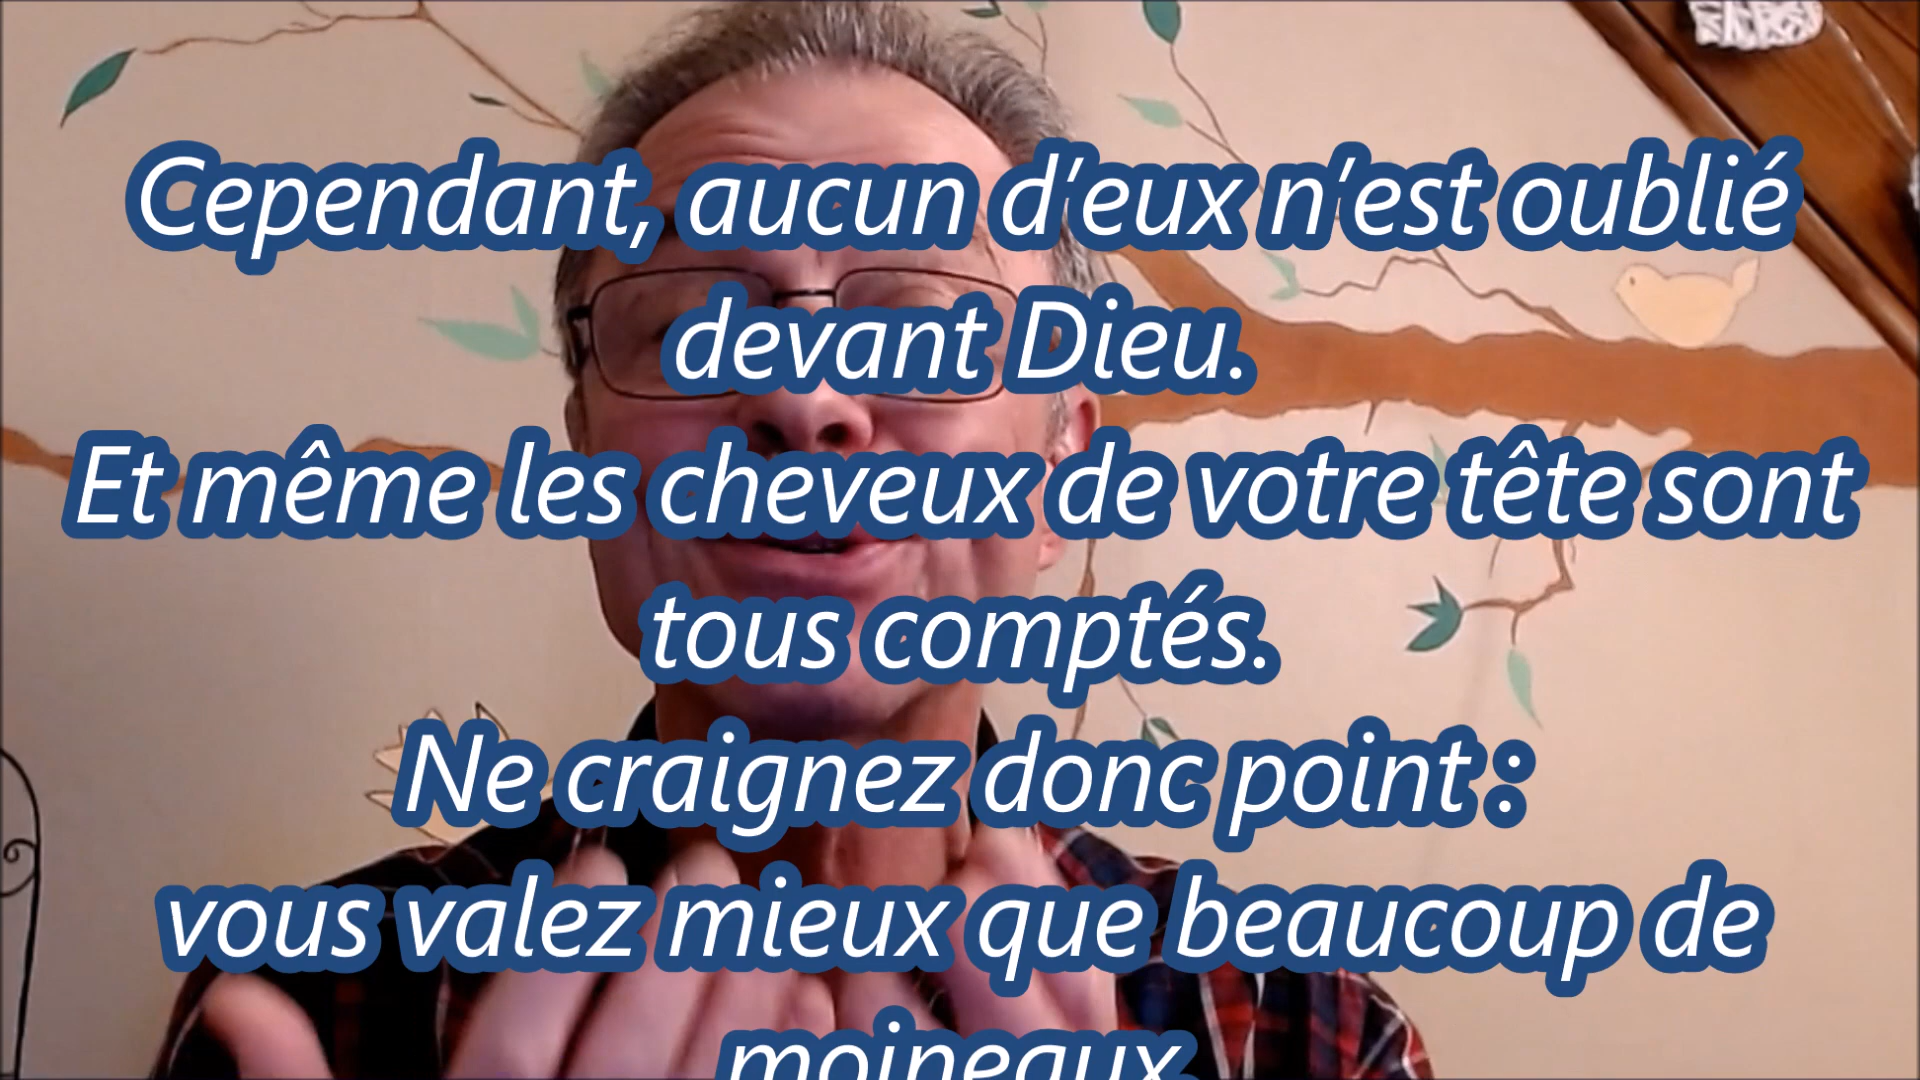 Cependant, aucun d’eux n’est oublié
devant Dieu.
Et même les cheveux de votre tête sont
tous comptés.
Ne craignez donc point :
vous valez mieux que beaucoup de
moineaux